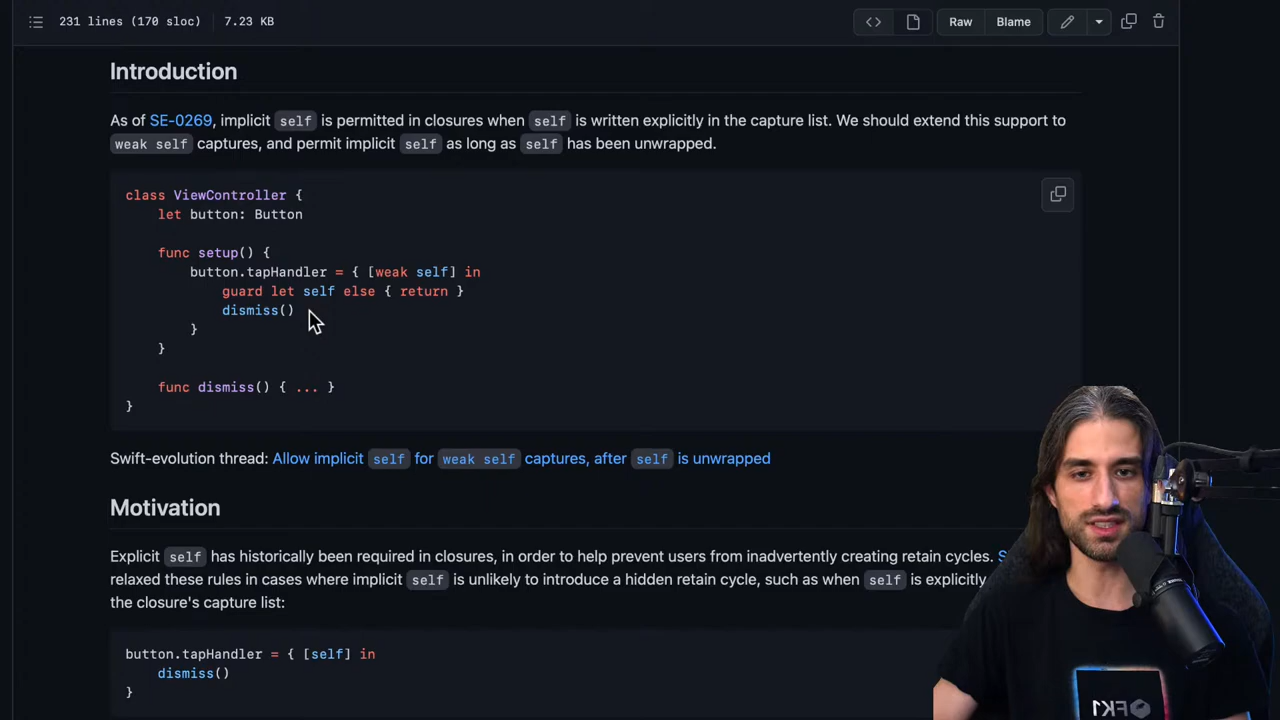 231 lines (170 sloc) 7.23 KB Raw Blame
Introduction
As of SE-0269, implicit self is permitted in closures when self is written explicitly in the capture list. We should extend this support to
weak self captures, and permit implicit self as long as self has been unwrapped.
class ViewController {
let button: Button
func setup() {
button.tapHandler = { [weak self] in
guard let self else { return }
dismiss()
}
}
func dismiss() { ... }
}
Swift-evolution thread: Allow implicit self for weak self captures, after self is unwrapped
Motivation
Explicit self has historically been required in closures, in order to help prevent users from inadvertently creating retain cycles.
relaxed these rules in cases where implicit self is unlikely to introduce a hidden retain cycle, such as when self is explicitly
the closure's capture list:
button.tapHandler = { [self] in
dismiss()
}